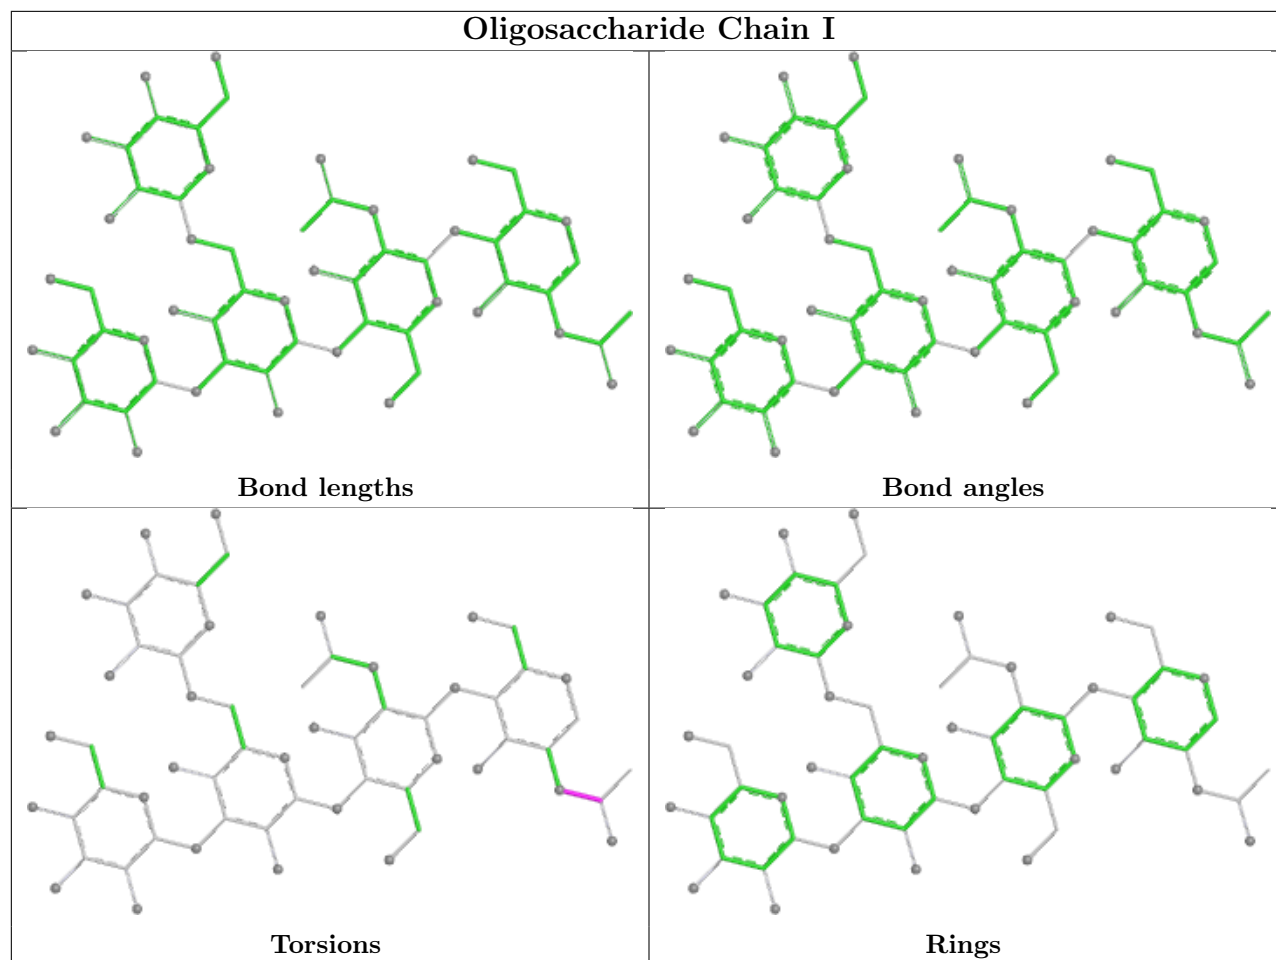 Oligosaccharide Chain I
Bond lengths
Bond angles
Torsions
Rings